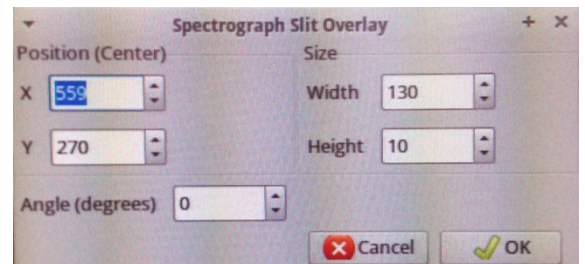 Spectrograph Slit Overlay
Position (Center) Size
X 559 Width 130
Y 270 Height 10
Angle (degrees) 0
Cancel OK